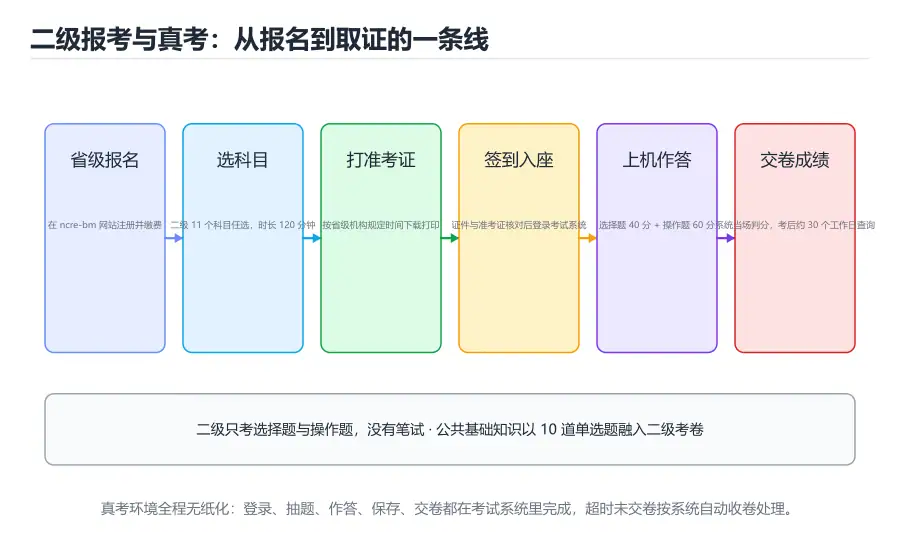 二级报考与真考：从报名到取证的一条线
省级报名
在 ncre-bm 网站注册并缴费
选科目
二级 11 个科目任选，时长 120 分钟
打准考证
按省级机构规定时间下载打印
签到入座
证件与准考证核对后登录考试系统
上机作答
选择题 40 分 + 操作题 60 分
交卷成绩
系统当场判分，考后约 30 个工作日查询
二级只考选择题与操作题，没有笔试 · 公共基础知识以 10 道单选题融入二级考卷
真考环境全程无纸化：登录、抽题、作答、保存、交卷都在考试系统里完成，超时未交卷按系统自动收卷处理。